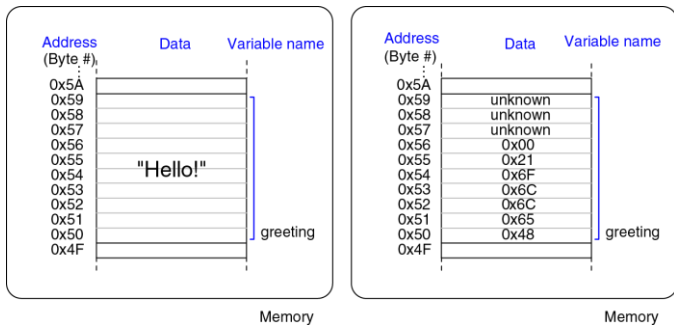 Address Data Variable name
(Byte #)
0x5A
0x59
0x58
0x57
0x56
0x55
"Hello!"
0x54
0x53
0x52
0x51
0x50 greeting
0x4F
Memory
Address Data Variable name
(Byte #)
0x5A
0x59 unknown
0x58 unknown
0x57 unknown
0x56 0x00
0x55 0x21
0x54 0x6F
0x53 0x6C
0x52 0x6C
0x51 0x65
0x50 0x48 greeting
0x4F
Memory